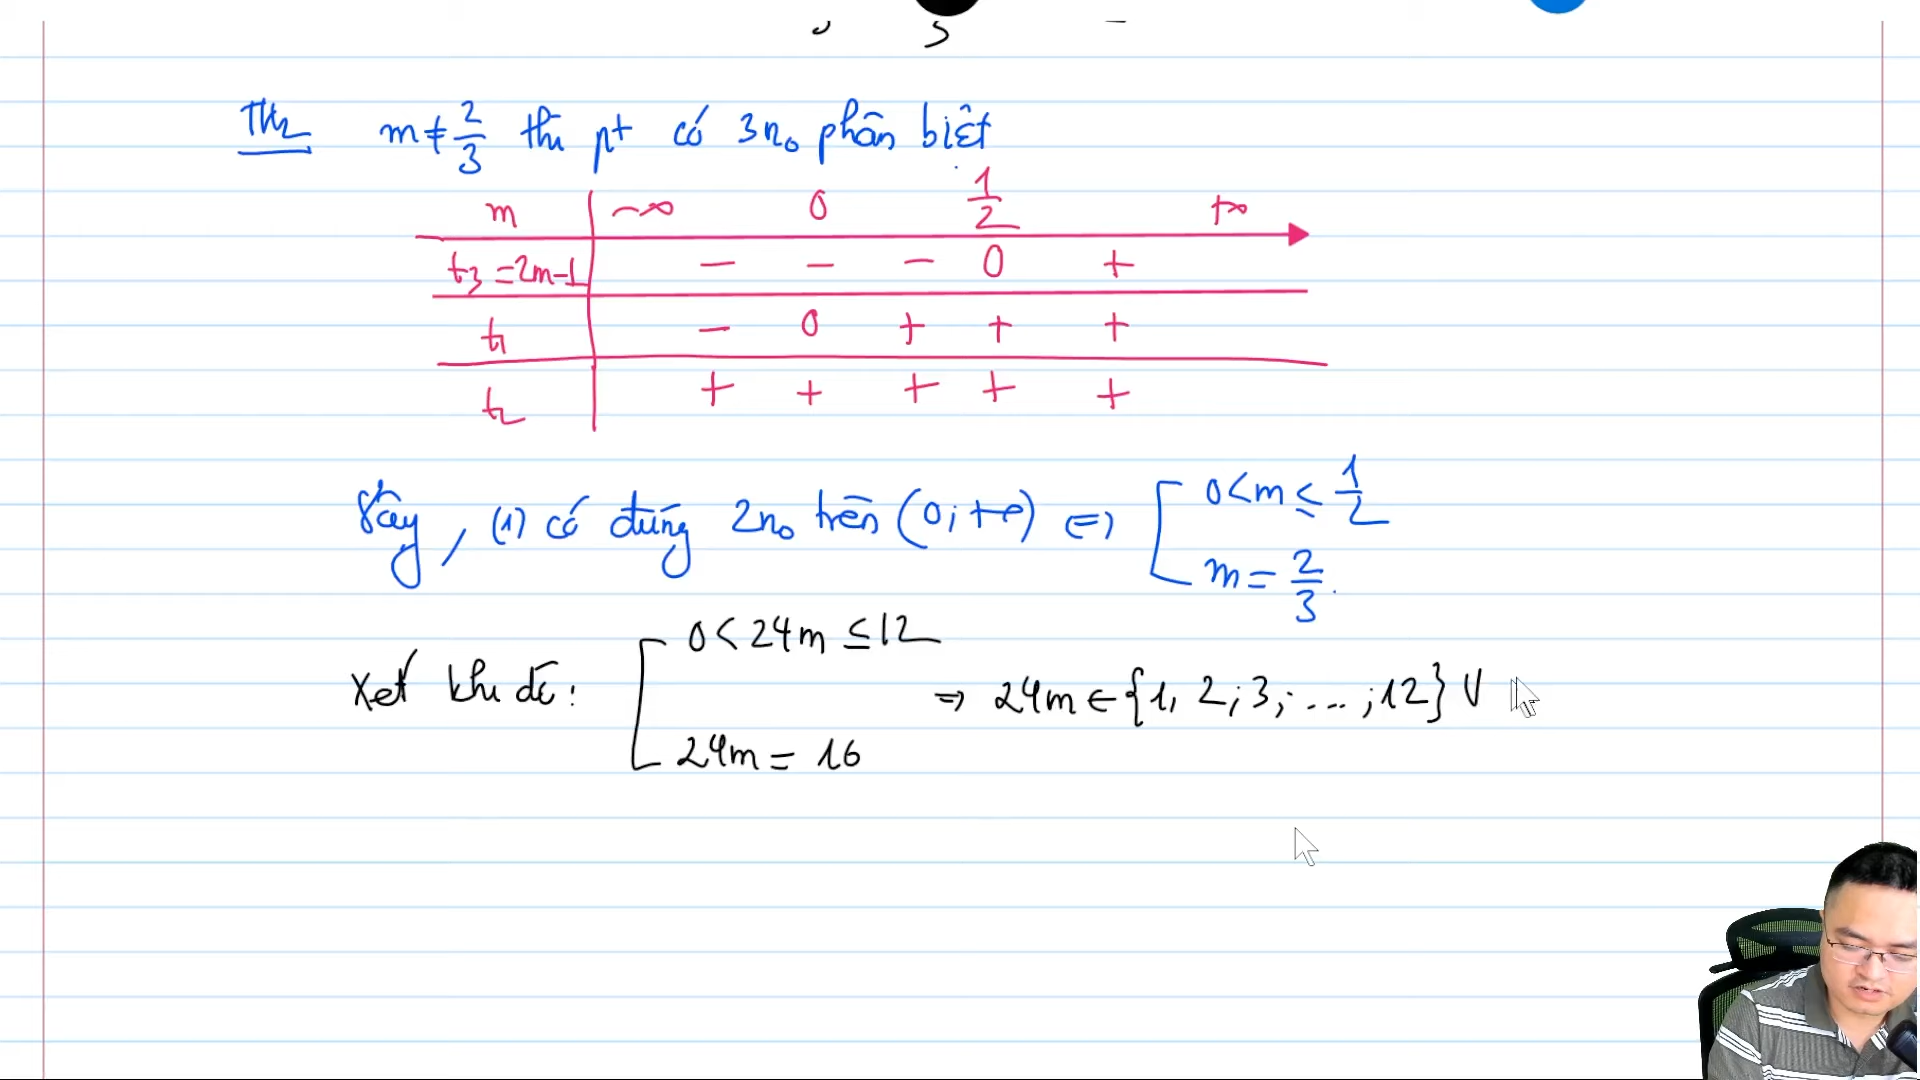 TH2 m ≠ 2/3 thì pt có 3n0 phân biệt
m -∞ 0 1/2 +∞
t3 = 2m-1 - - - 0 +
t1 - 0 + + +
t2 + + + + +
Vậy, (1) có đúng 2n0 trên (0; +∞) ⇔ [ 0 < m ≤ 1/2
m = 2/3.
Xét khi đó: [ 0 < 24m ≤ 12
⇒ 24m ∈ {1, 2; 3; ... ; 12} V
24m = 16